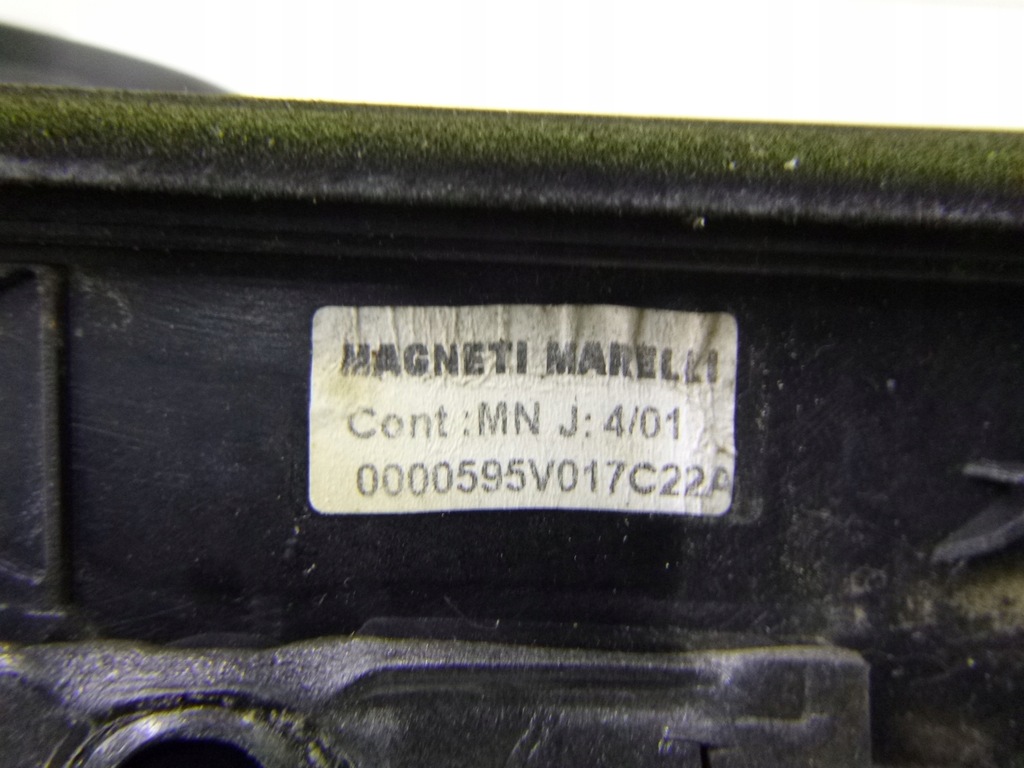 MAGNETI MARELLI
Cont :MN J: 4/01
0000595V017C22A